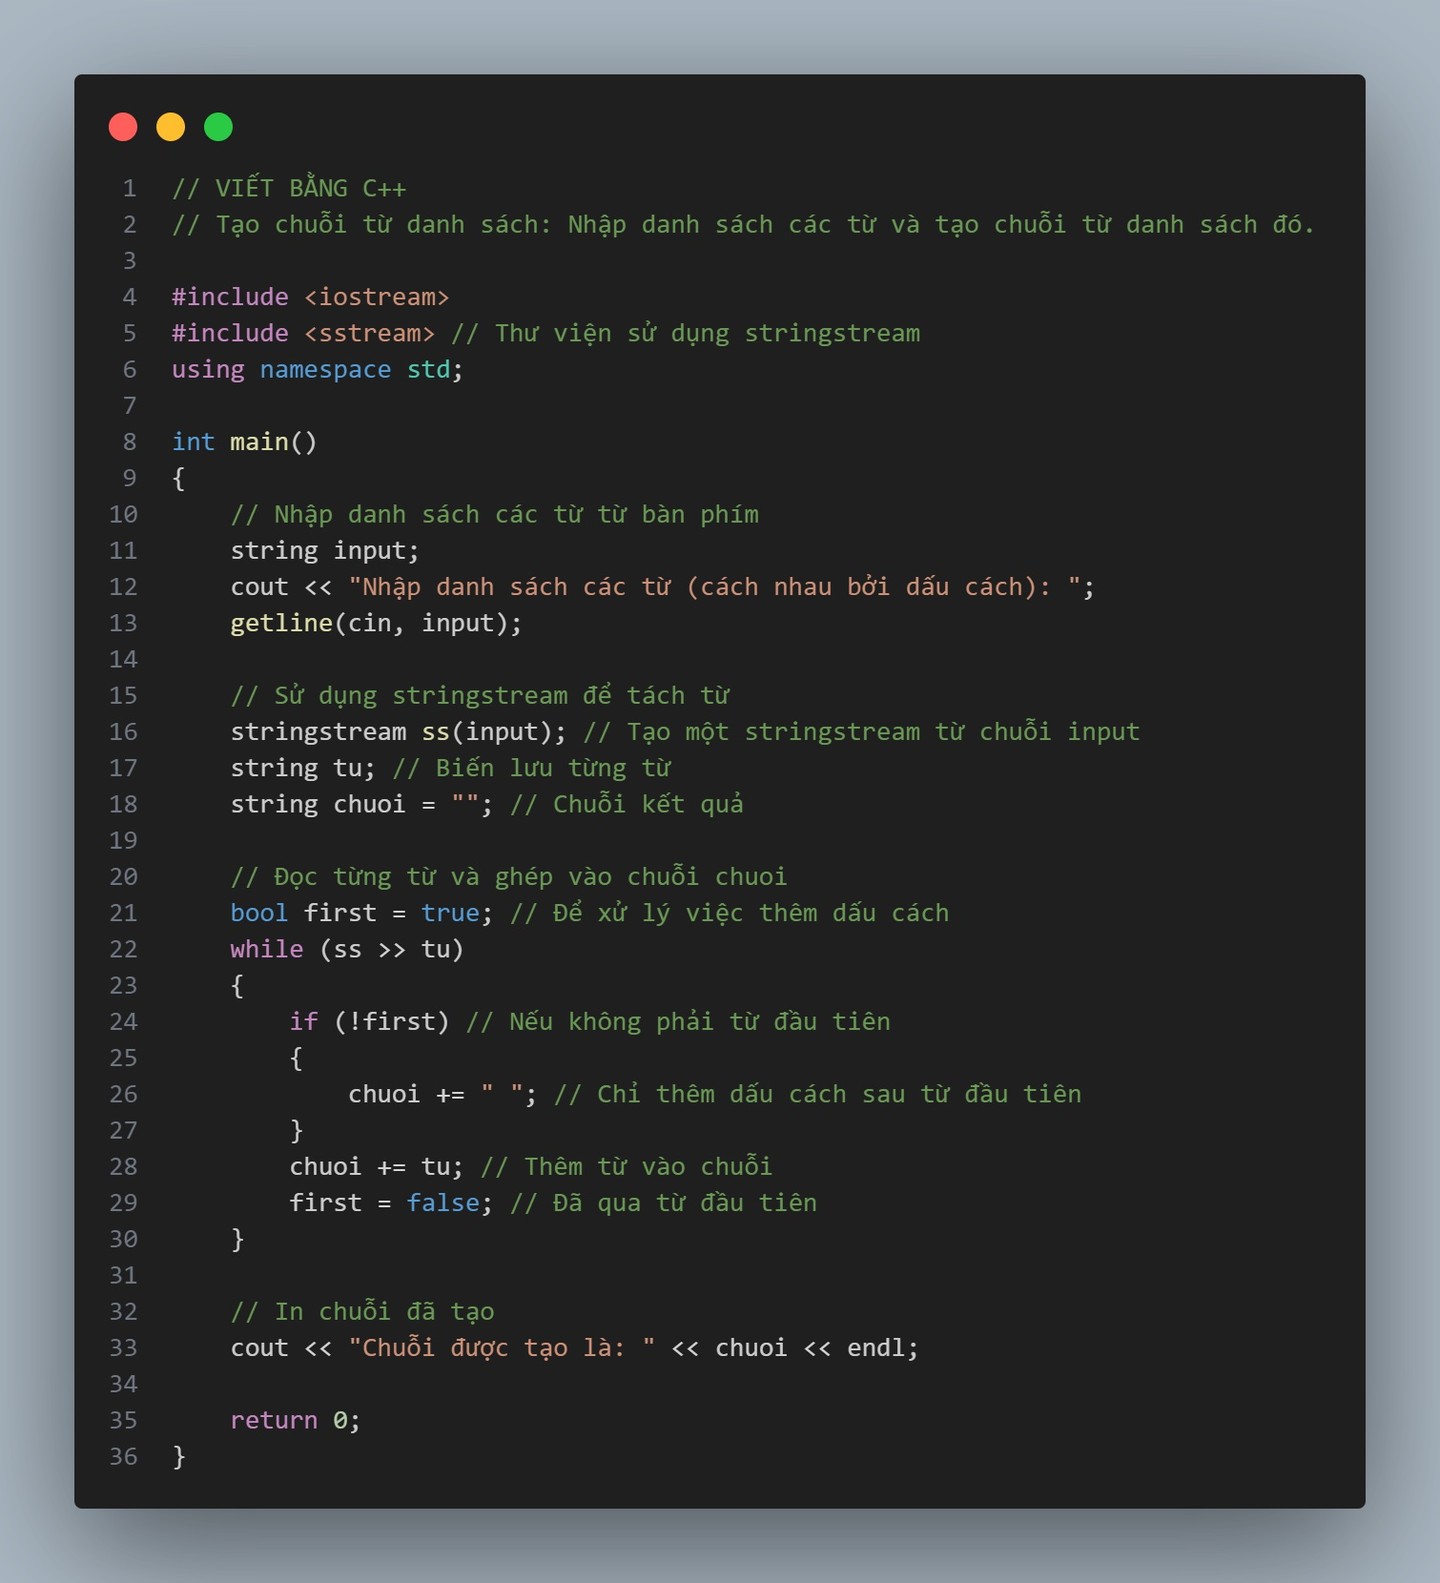 1 // VIẾT BẰNG C++
2 // Tạo chuỗi từ danh sách: Nhập danh sách các từ và tạo chuỗi từ danh sách đó.
3
4 #include <iostream>
5 #include <sstream> // Thư viện sử dụng stringstream
6 using namespace std;
7
8 int main()
9 {
10     // Nhập danh sách các từ từ bàn phím
11     string input;
12     cout << "Nhập danh sách các từ (cách nhau bởi dấu cách): ";
13     getline(cin, input);
14
15     // Sử dụng stringstream để tách từ
16     stringstream ss(input); // Tạo một stringstream từ chuỗi input
17     string tu; // Biến lưu từng từ
18     string chuoi = ""; // Chuỗi kết quả
19
20     // Đọc từng từ và ghép vào chuỗi chuoi
21     bool first = true; // Để xử lý việc thêm dấu cách
22     while (ss >> tu)
23     {
24         if (!first) // Nếu không phải từ đầu tiên
25         {
26             chuoi += " "; // Chỉ thêm dấu cách sau từ đầu tiên
27         }
28         chuoi += tu; // Thêm từ vào chuỗi
29         first = false; // Đã qua từ đầu tiên
30     }
31
32     // In chuỗi đã tạo
33     cout << "Chuỗi được tạo là: " << chuoi << endl;
34
35     return 0;
36 }